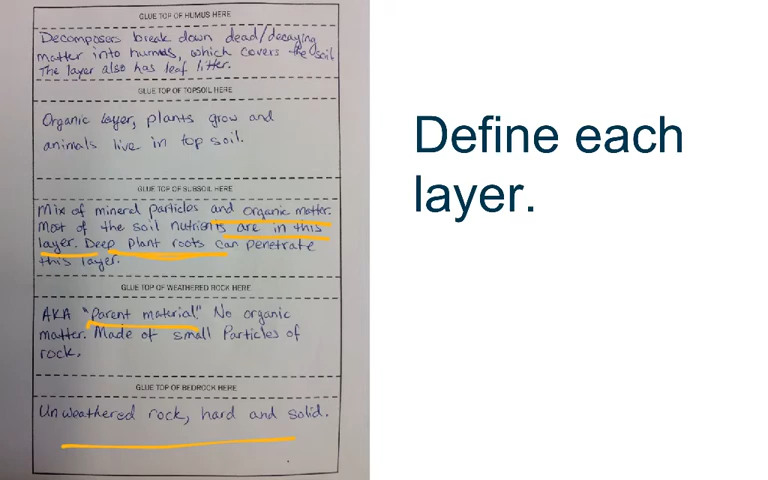 GLUE TOP OF HUMUS HERE
Decomposers break down dead/decaying
matter into humus, which covers the soil
The layer also has leaf litter.
GLUE TOP OF TOPSOIL HERE
Organic layer, plants grow and
animals live in top soil.
GLUE TOP OF SUBSOIL HERE
Mix of mineral particles and organic matter.
Most of the soil nutrients are in this
layer. Deep plant roots can penetrate
this layer.
GLUE TOP OF WEATHERED ROCK HERE
AKA "Parent material." No organic
matter. Made of small Particles of
rock.
GLUE TOP OF BEDROCK HERE
Unweathered rock, hard and solid.
Define each
layer.